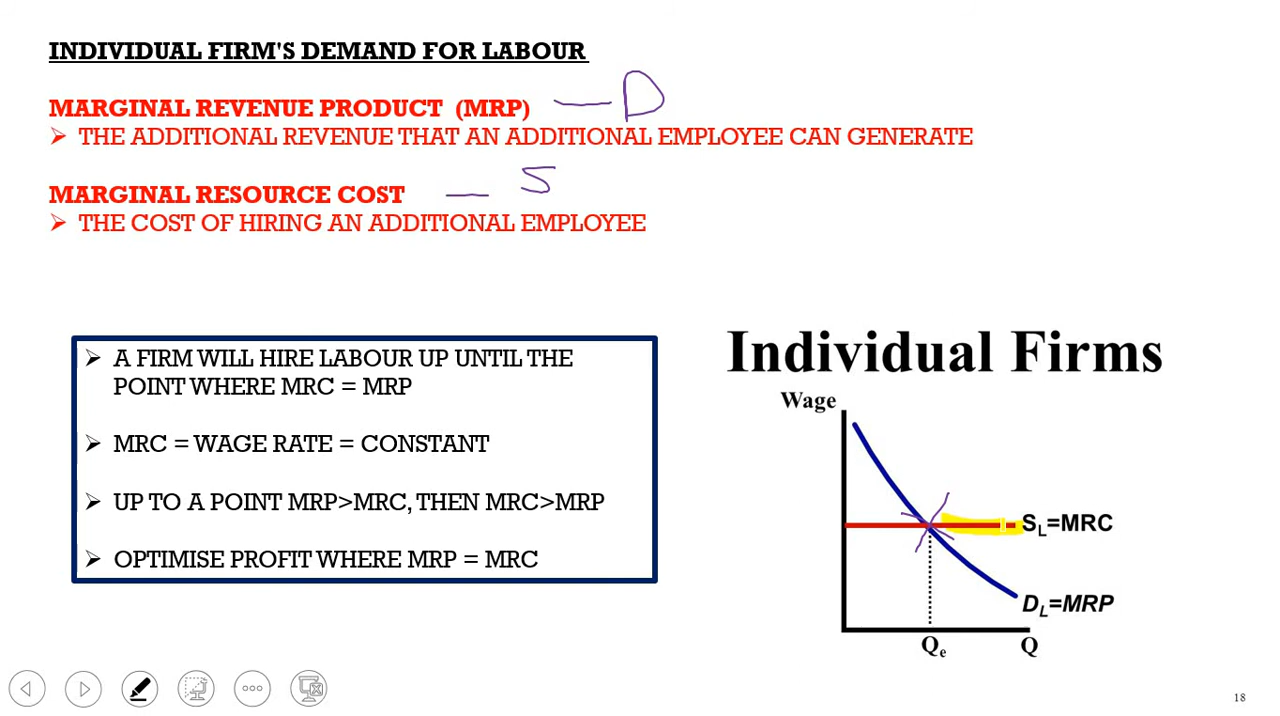 INDIVIDUAL FIRM'S DEMAND FOR LABOUR
MARGINAL REVENUE PRODUCT (MRP) — D
THE ADDITIONAL REVENUE THAT AN ADDITIONAL EMPLOYEE CAN GENERATE
MARGINAL RESOURCE COST — S
THE COST OF HIRING AN ADDITIONAL EMPLOYEE
A FIRM WILL HIRE LABOUR UP UNTIL THE
POINT WHERE MRC = MRP
MRC = WAGE RATE = CONSTANT
UP TO A POINT MRP>MRC, THEN MRC>MRP
OPTIMISE PROFIT WHERE MRP = MRC
Individual Firms
Wage
SL=MRC
DL=MRP
Qe
Q
18